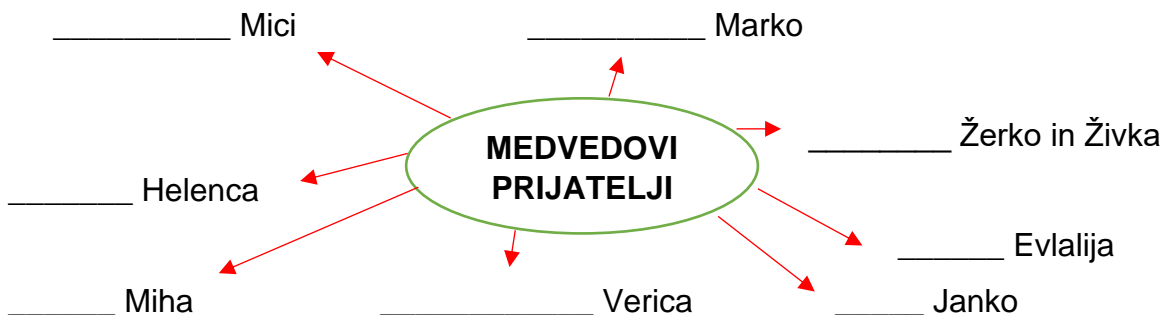 __________ Mici
__________ Marko
MEDVEDOVI
PRIJATELJI
________ Žerko in Živka
_______ Helenca
______ Evlalija
______ Miha
____________ Verica
_____ Janko